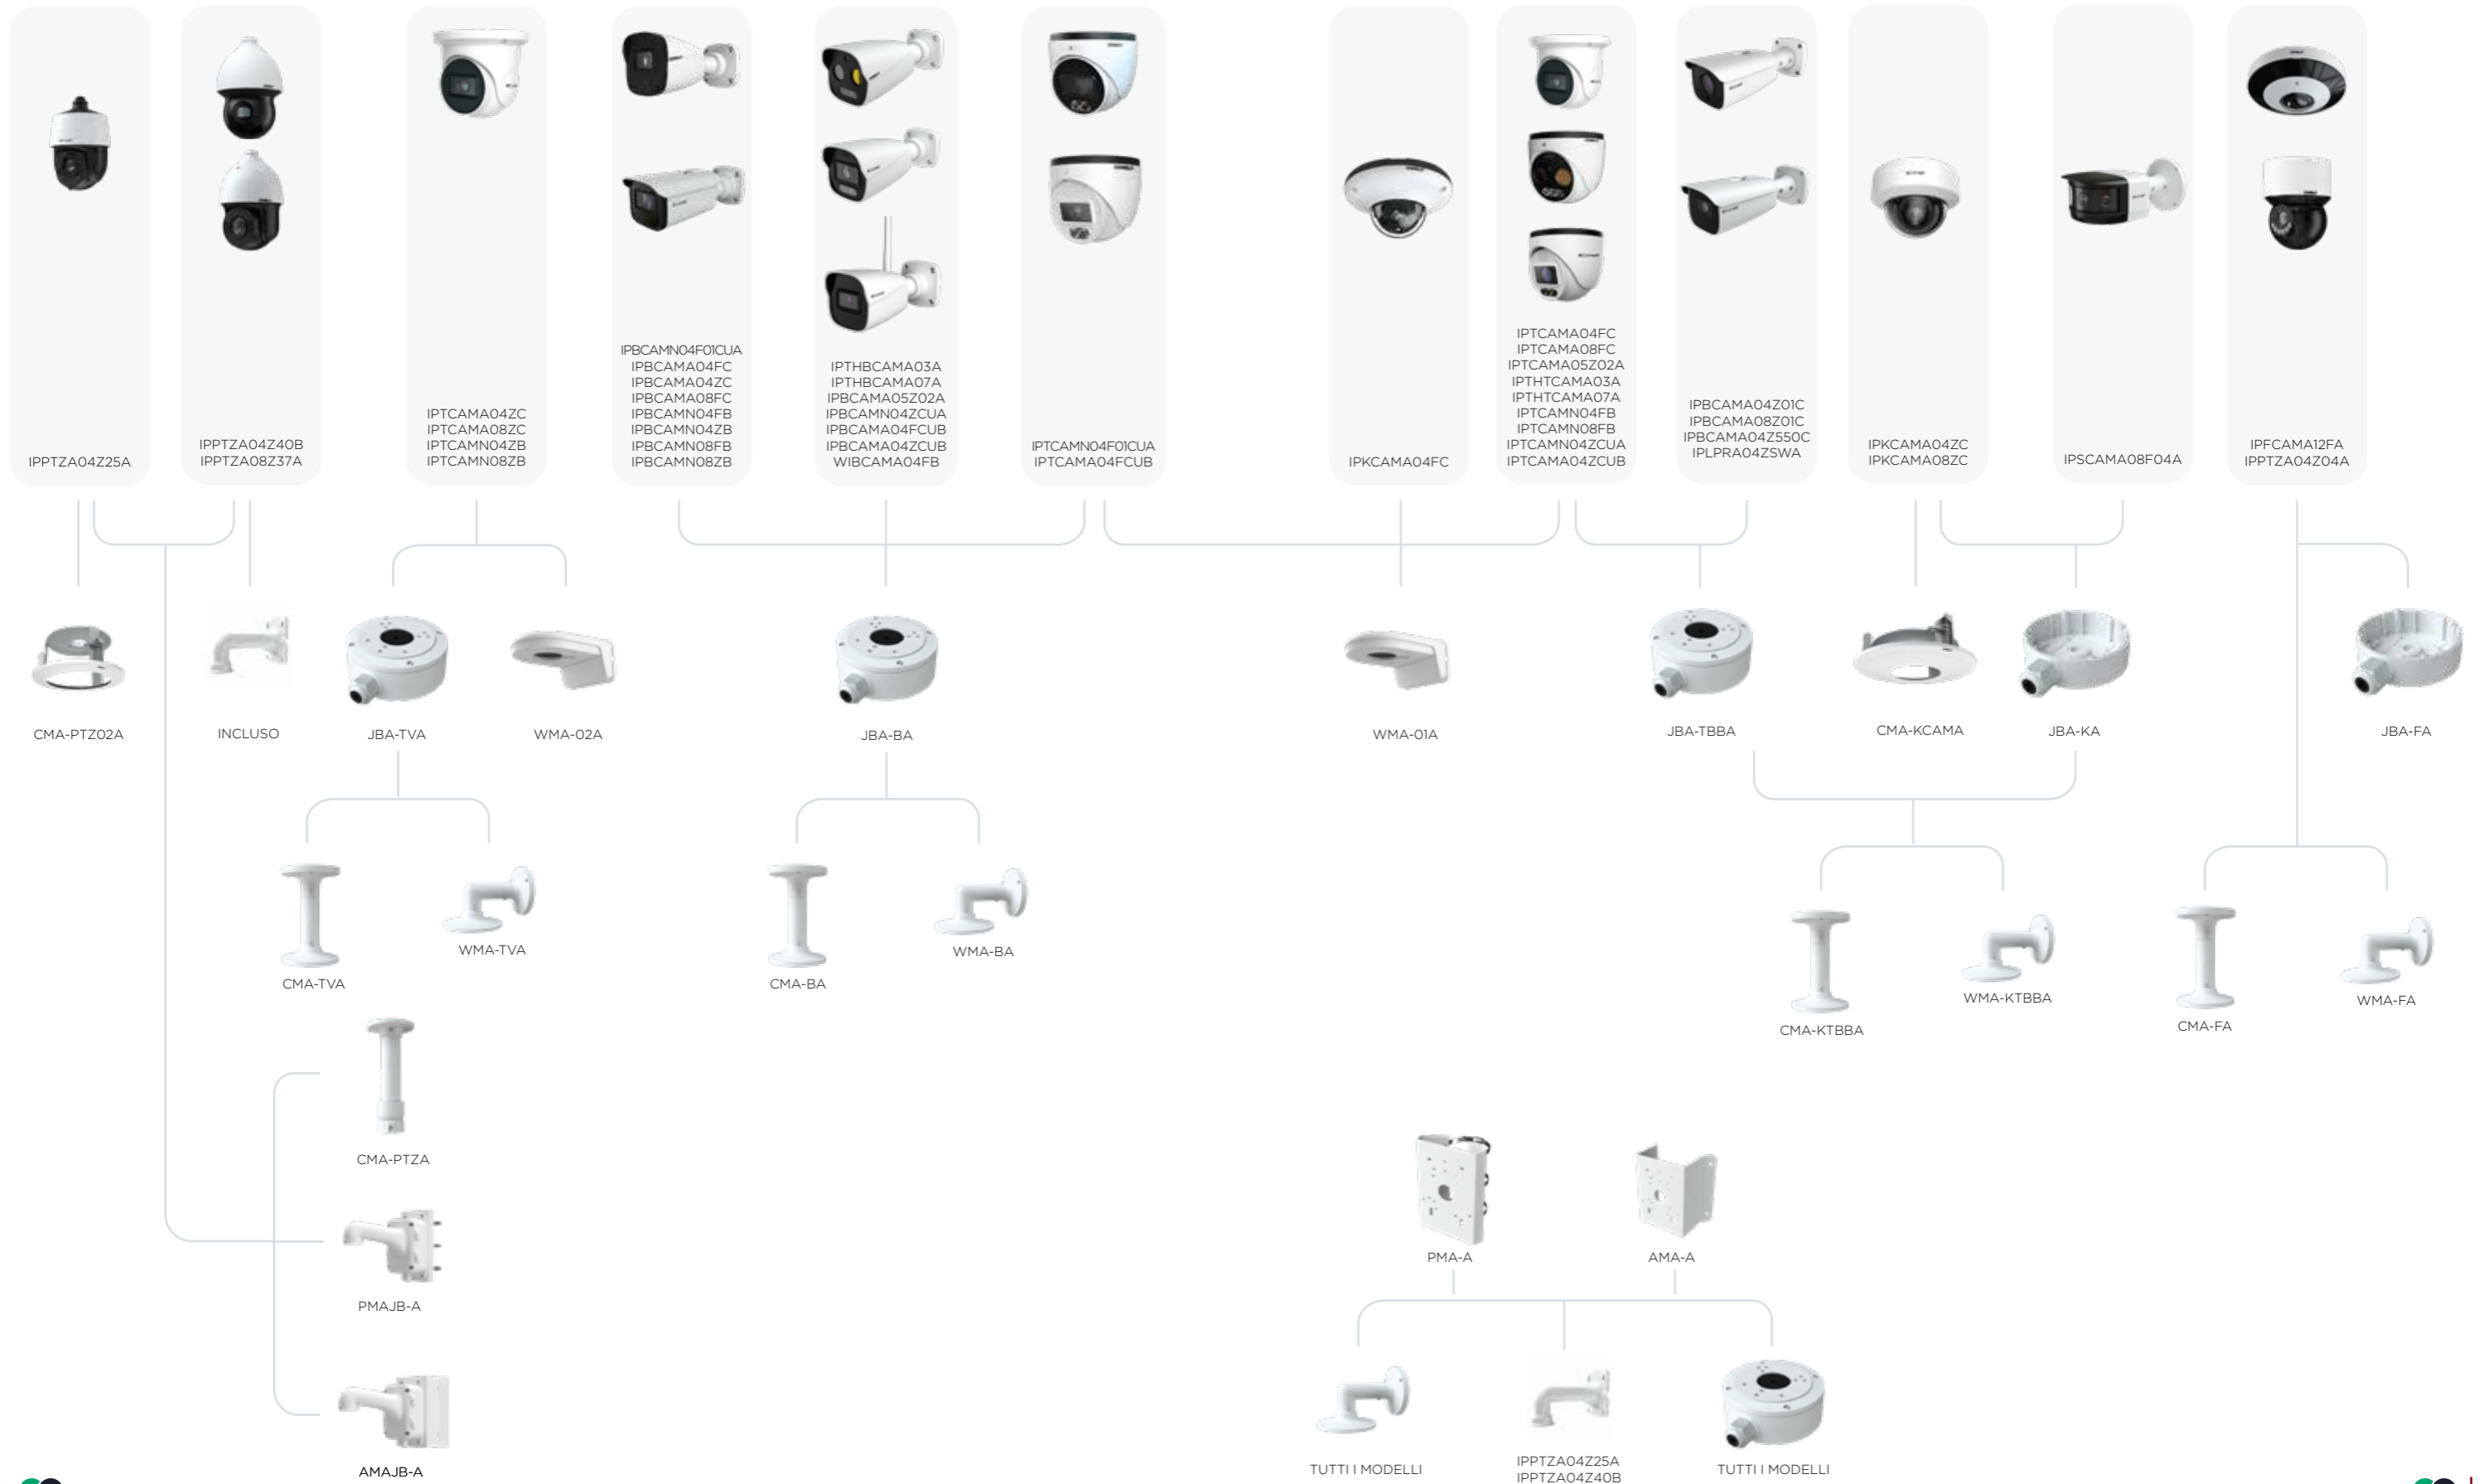 IPPTZA04Z25A
IPPTZA04Z40B
IPPTZA08Z37A
IPTCAMA04ZC
IPTCAMA08ZC
IPTCAMN04ZB
IPTCAMN08ZB
IPBCAMN04F01CUA
IPBCAMA04FC
IPBCAMA04ZC
IPBCAMA08FC
IPBCAMN04FB
IPBCAMN04ZB
IPBCAMN08FB
IPBCAMN08ZB
IPTHBCAMA03A
IPTHBCAMA07A
IPBCAMA05Z02A
IPBCAMN04ZCUA
IPBCAMA04FCUB
IPBCAMA04ZCUB
WIBCAMA04FB
IPTCAMN04F01CUA
IPTCAMA04FCUB
IPKCAMA04FC
IPTCAMA04FC
IPTCAMA08FC
IPTCAMA05Z02A
IPTHTCAMA03A
IPTHTCAMA07A
IPTCAMN04FB
IPTCAMN08FB
IPTCAMN04ZCUA
IPTCAMA04ZCUB
IPBCAMA04Z01C
IPBCAMA08Z01C
IPBCAMA04Z550C
IPLPRA04ZSWA
IPKCAMA04ZC
IPKCAMA08ZC
IPSCAMA08F04A
IPFCAMA12FA
IPPTZA04Z04A
CMA-PTZ02A
INCLUSO
JBA-TVA
WMA-02A
JBA-BA
WMA-01A
JBA-TBBA
CMA-KCAMA
JBA-KA
JBA-FA
CMA-TVA
WMA-TVA
CMA-BA
WMA-BA
CMA-KTBBA
WMA-KTBBA
CMA-FA
WMA-FA
CMA-PTZA
PMAJB-A
AMAJB-A
PMA-A
AMA-A
TUTTI I MODELLI
IPPTZA04Z25A
IPPTZA04Z40B
TUTTI I MODELLI